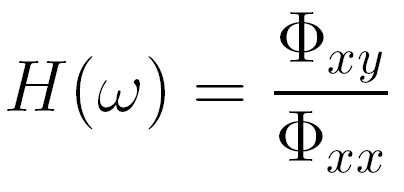 H(ω) = Φxy / Φxx